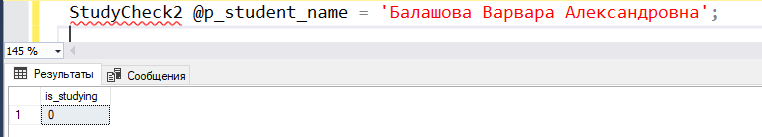 StudyCheck2 @p_student_name = 'Балашова Варвара Александровна';
145 %
Результаты Сообщения
is_studying
1 0